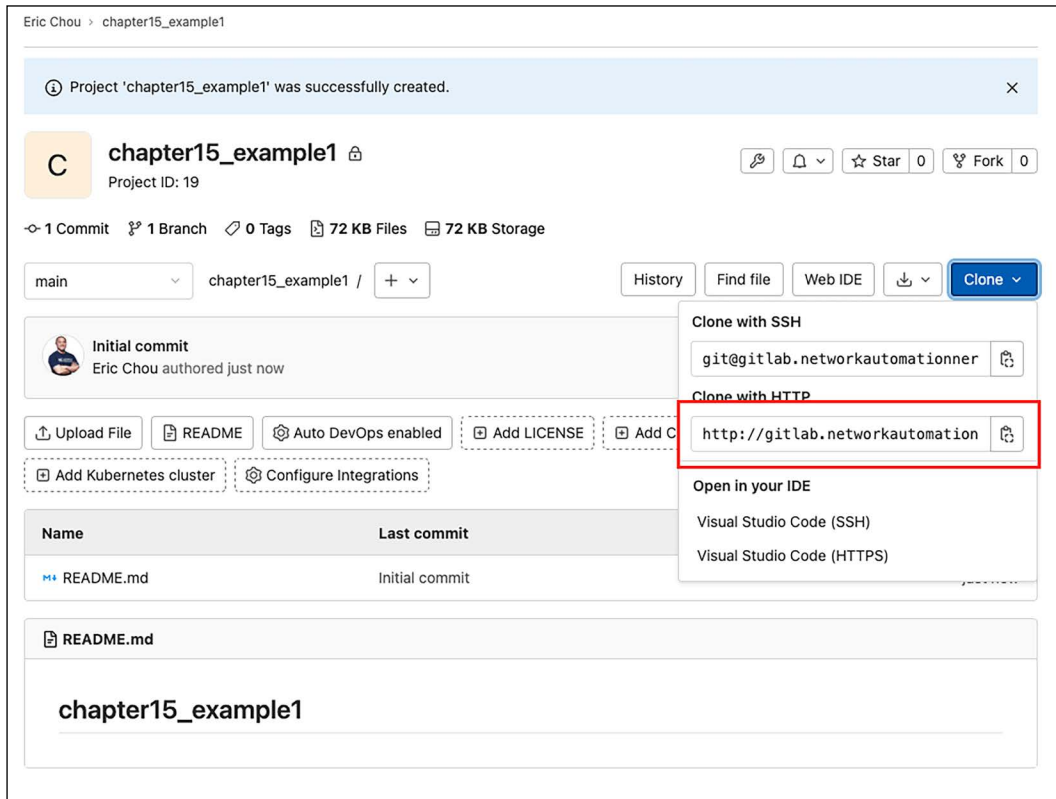 Eric Chou > chapter15_example1
Project 'chapter15_example1' was successfully created.
C
chapter15_example1
Project ID: 19
Star 0
Fork 0
1 Commit 1 Branch 0 Tags 72 KB Files 72 KB Storage
main
chapter15_example1 /
History Find file Web IDE Clone
Clone with SSH
git@gitlab.networkautomationner
Clone with HTTP
http://gitlab.networkautomation
Open in your IDE
Visual Studio Code (SSH)
Visual Studio Code (HTTPS)
Initial commit
Eric Chou authored just now
Upload File README Auto DevOps enabled Add LICENSE Add C
Add Kubernetes cluster Configure Integrations
Name Last commit
README.md Initial commit
README.md
chapter15_example1